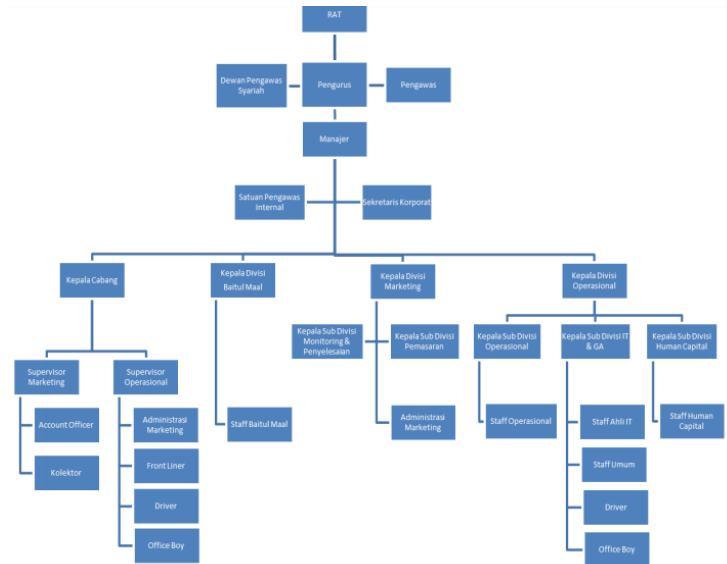 RAT
Dewan Pengawas
Syariah
Pengurus
Pengawas
Manajer
Satuan Pengawas
Internal
Sekretaris Korporat
Kepala Cabang
Kepala Divisi
Baitul Maal
Kepala Divisi
Marketing
Kepala Divisi
Operasional
Kepala Sub Divisi
Monitoring &
Penyelesaian
Kepala Sub Divisi
Pemasaran
Kepala Sub Divisi
Operasional
Kepala Sub Divisi IT
& GA
Kepala Sub Divisi
Human Capital
Supervisor
Marketing
Supervisor
Operasional
Account Officer
Administrasi
Marketing
Staff Baitul Maal
Administrasi
Marketing
Staff Operasional
Staff Ahli IT
Staff Human
Capital
Kolektor
Front Liner
Staff Umum
Driver
Driver
Office Boy
Office Boy